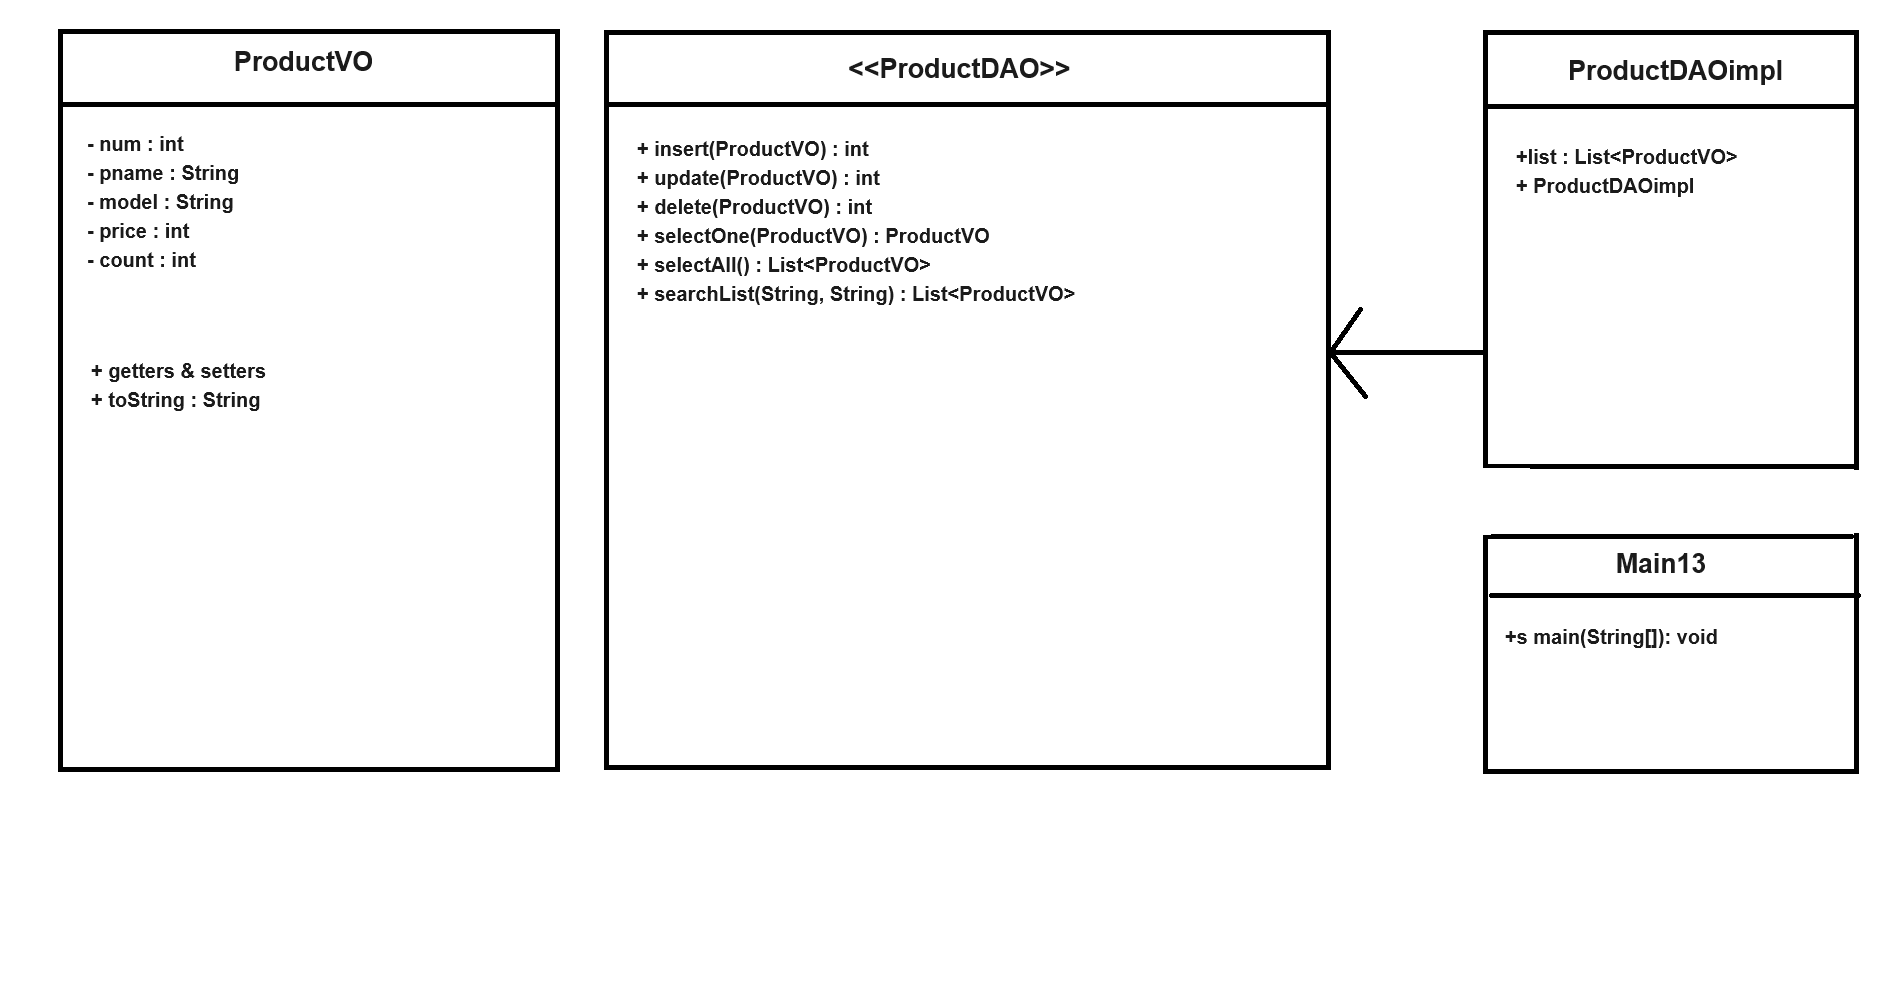 ProductVO
- num : int
- pname : String
- model : String
- price : int
- count : int
+ getters & setters
+ toString : String
<<ProductDAO>>
+ insert(ProductVO) : int
+ update(ProductVO) : int
+ delete(ProductVO) : int
+ selectOne(ProductVO) : ProductVO
+ selectAll() : List<ProductVO>
+ searchList(String, String) : List<ProductVO>
ProductDAOimpl
+list : List<ProductVO>
+ ProductDAOimpl
Main13
+s main(String[]): void